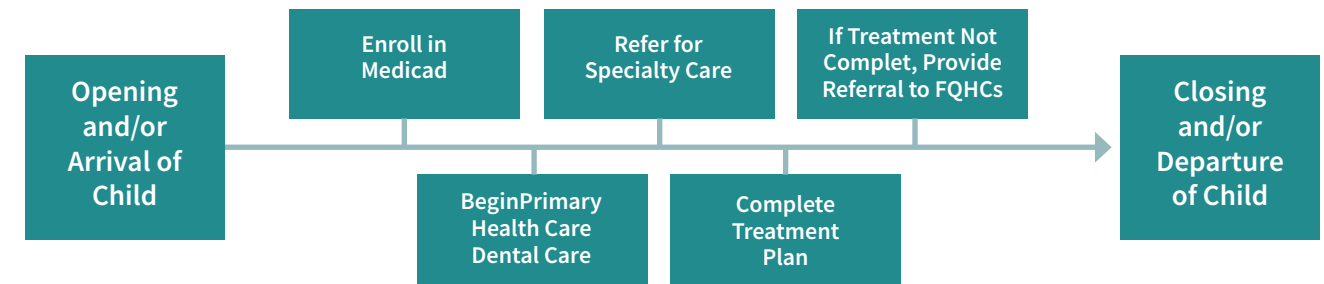 Opening
and/or
Arrival of
Child
Enroll in
Medicad
BeginPrimary
Health Care
Dental Care
Refer for
Specialty Care
Complete
Treatment
Plan
If Treatment Not
Complet, Provide
Referral to FQHCs
Closing
and/or
Departure
of Child